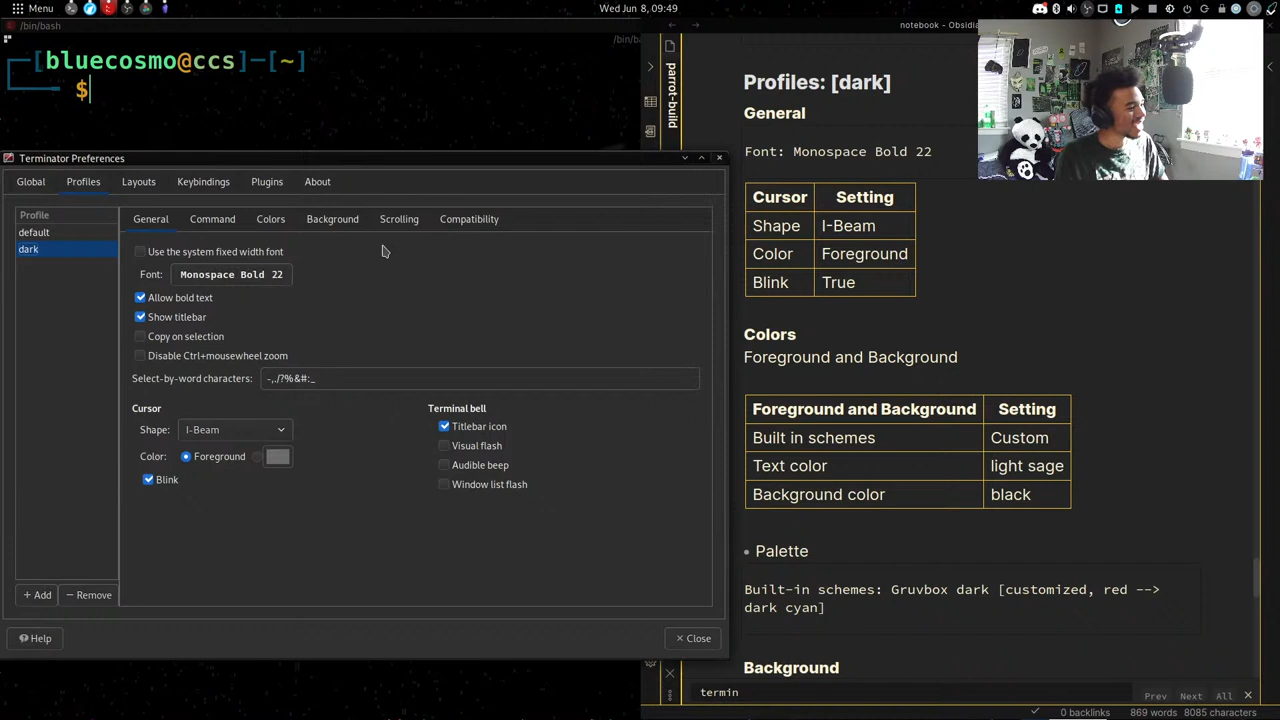 Menu
Wed Jun 8, 09:49
/bin/bash
/bin/ba
[bluecosmo@ccs]-[~]
$
Terminator Preferences
Global Profiles Layouts Keybindings Plugins About
Profile
default
dark
General Command Colors Background Scrolling Compatibility
Use the system fixed width font
Font: Monospace Bold 22
Allow bold text
Show titlebar
Copy on selection
Disable Ctrl+mousewheel zoom
Select-by-word characters: -,./?%&#:_
Cursor
Shape: I-Beam
Color: Foreground
Blink
Terminal bell
Titlebar icon
Visual flash
Audible beep
Window list flash
+ Add - Remove
Help
Close
notebook - Obsidia
parrot-build
Profiles: [dark]
General
Font: Monospace Bold 22
Cursor Setting
Shape I-Beam
Color Foreground
Blink True
Colors
Foreground and Background
Foreground and Background Setting
Built in schemes Custom
Text color light sage
Background color black
Palette
Built-in schemes: Gruvbox dark [customized, red -->
dark cyan]
Background
termin
Prev Next All
0 backlinks 869 words 8085 characters